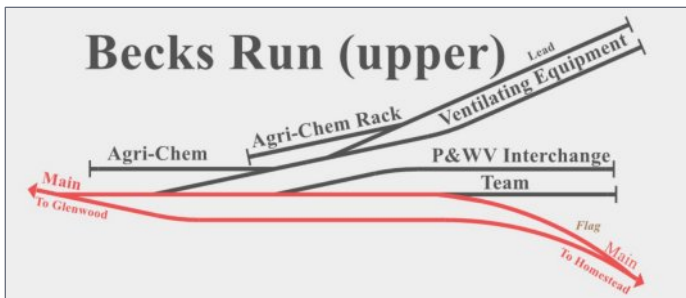 Becks Run (upper)
Lead
Ventilating Equipment
Agri-Chem Rack
Agri-Chem
P&WV Interchange
Team
Main
To Glenwood
Flag
Main
To Homestead